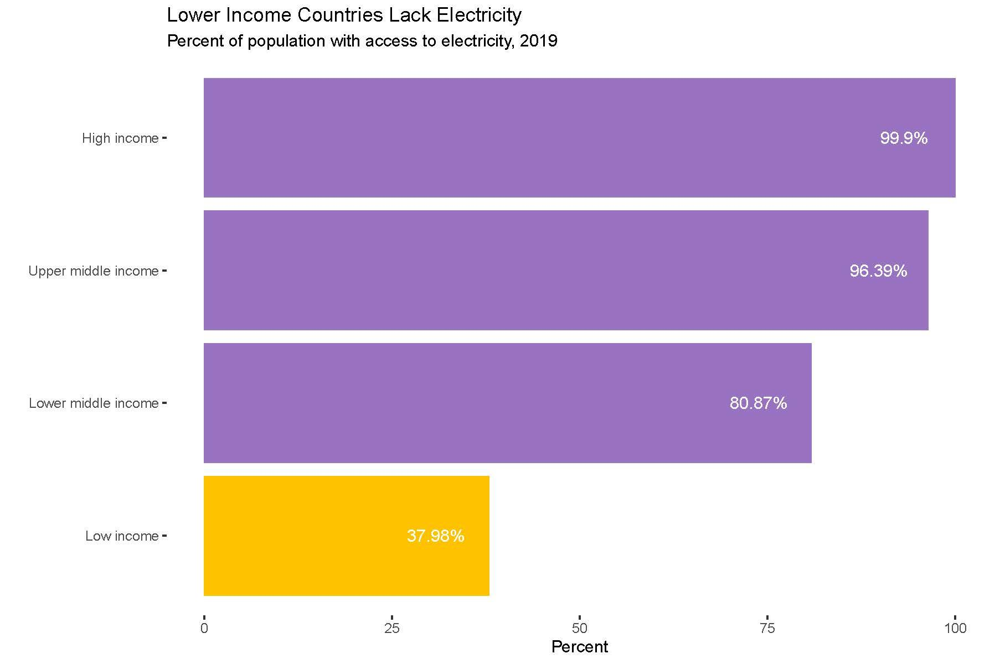 Lower Income Countries Lack Electricity
Percent of population with access to electricity, 2019
High income
99.9%
Upper middle income
96.39%
Lower middle income
80.87%
Low income
37.98%
0 25 50 75 100
Percent